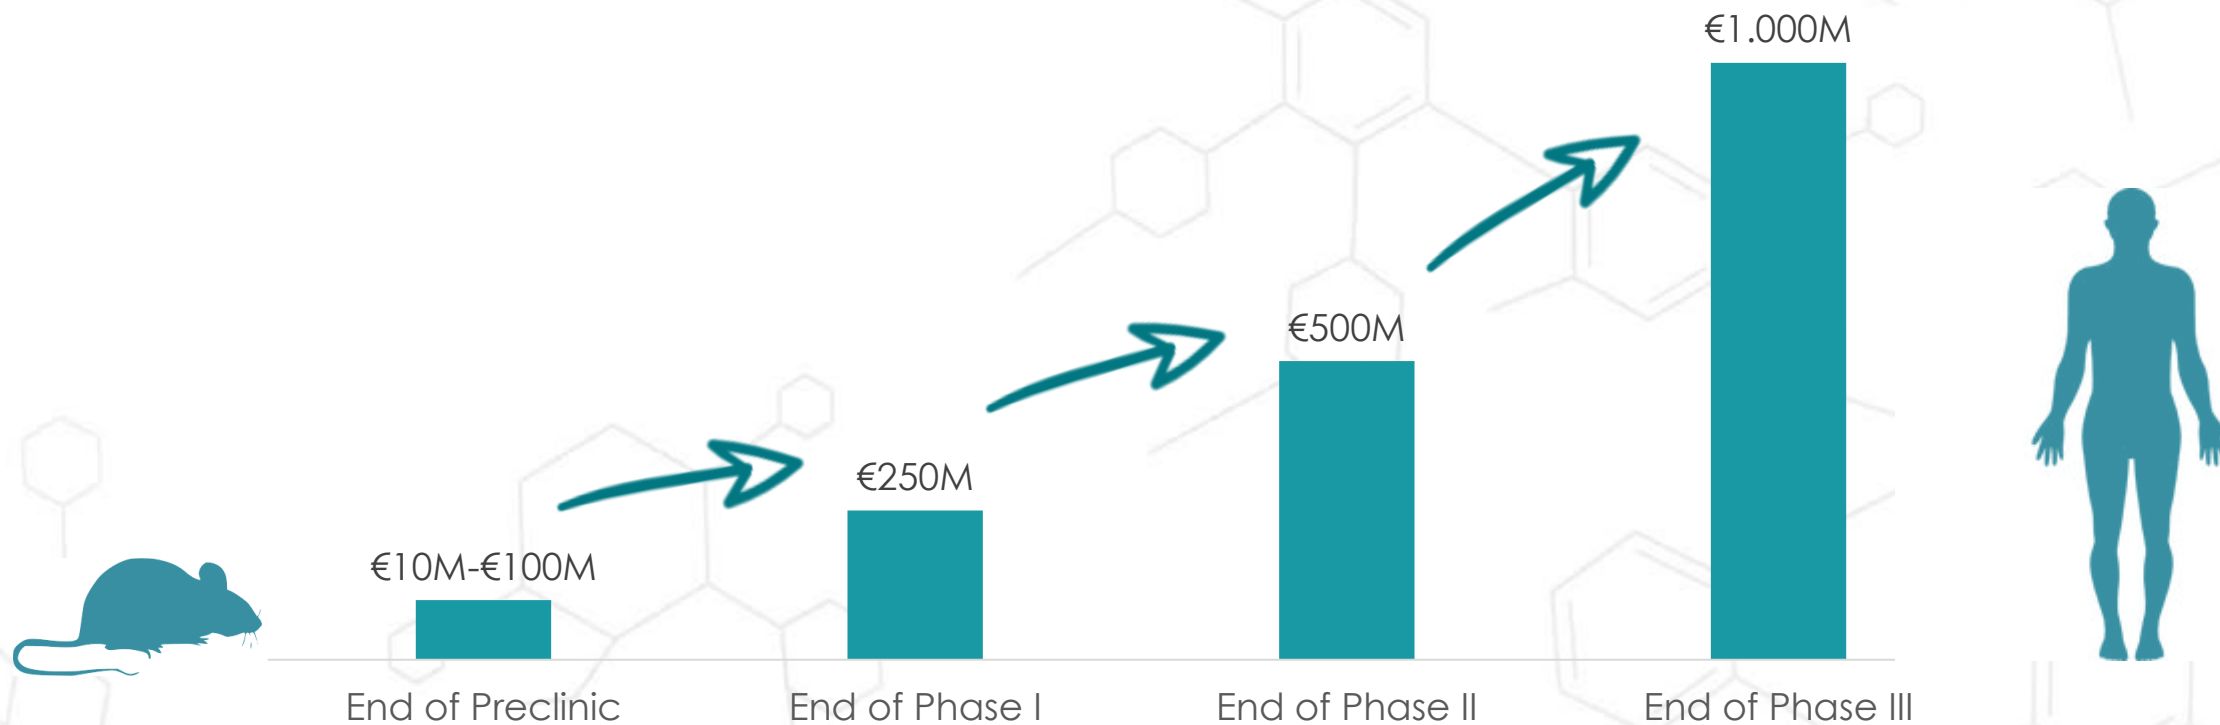 €1.000M
€500M
€250M
€10M-€100M
End of Preclinic
End of Phase I
End of Phase II
End of Phase III